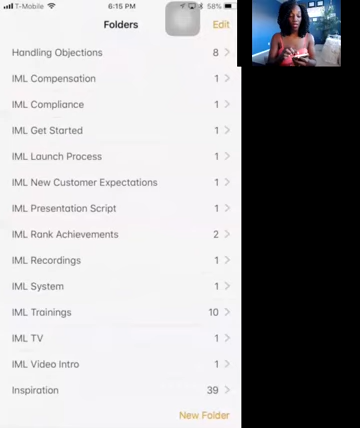 T-Mobile 6:15 PM 58%
Folders Edit
Handling Objections 8
IML Compensation 1
IML Compliance 1
IML Get Started 1
IML Launch Process 1
IML New Customer Expectations 1
IML Presentation Script 1
IML Rank Achievements 2
IML Recordings 1
IML System 1
IML Trainings 10
IML TV 1
IML Video Intro 1
Inspiration 39
New Folder